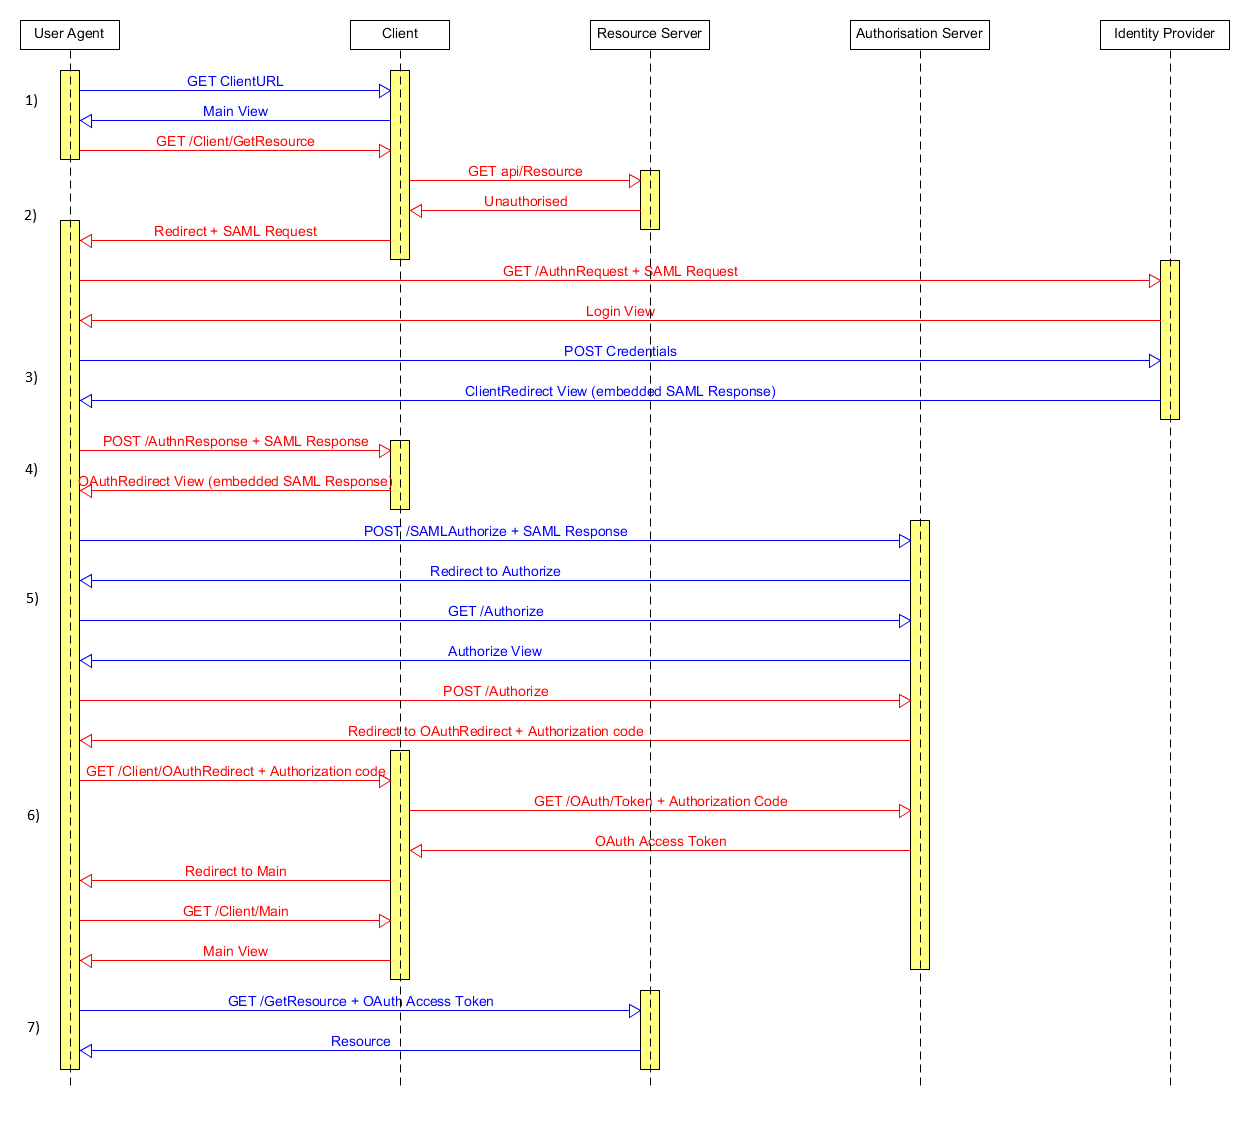 User Agent
Client
Resource Server
Authorisation Server
Identity Provider
GET ClientURL
1)
Main View
GET /Client/GetResource
GET api/Resource
Unauthorised
2)
Redirect + SAML Request
GET /AuthnRequest + SAML Request
Login View
POST Credentials
3)
ClientRedirect View (embedded SAML Response)
POST /AuthnResponse + SAML Response
4)
OAuthRedirect View (embedded SAML Response)
POST /SAMLAuthorize + SAML Response
Redirect to Authorize
5)
GET /Authorize
Authorize View
POST /Authorize
Redirect to OAuthRedirect + Authorization code
GET /Client/OAuthRedirect + Authorization code
GET /OAuth/Token + Authorization Code
6)
OAuth Access Token
Redirect to Main
GET /Client/Main
Main View
GET /GetResource + OAuth Access Token
7)
Resource